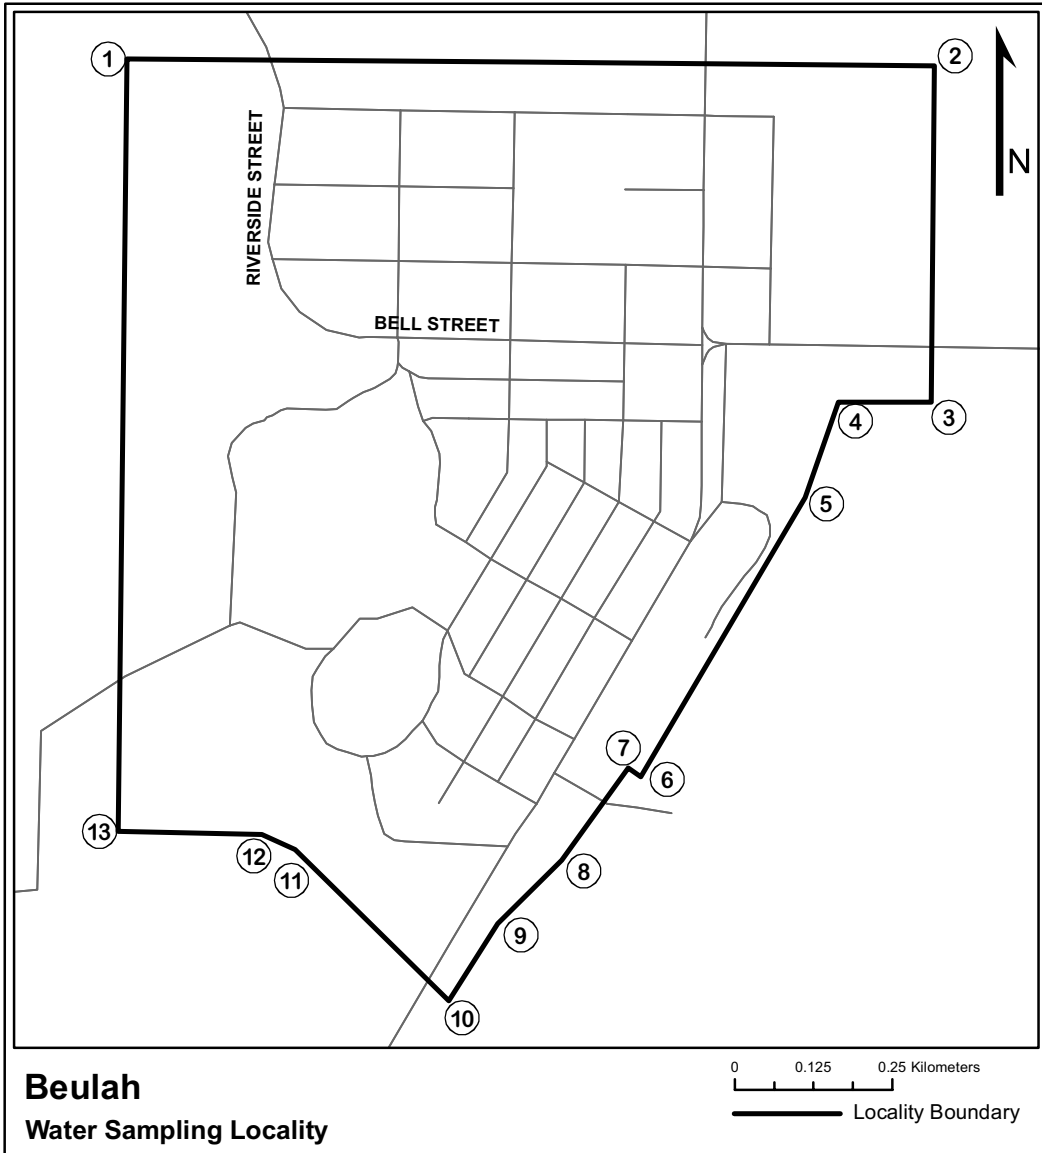 1
2
N
RIVERSIDE STREET
BELL STREET
3
4
5
7
6
13
12
11
8
9
10
Beulah
Water Sampling Locality
0 0.125 0.25 Kilometers
Locality Boundary